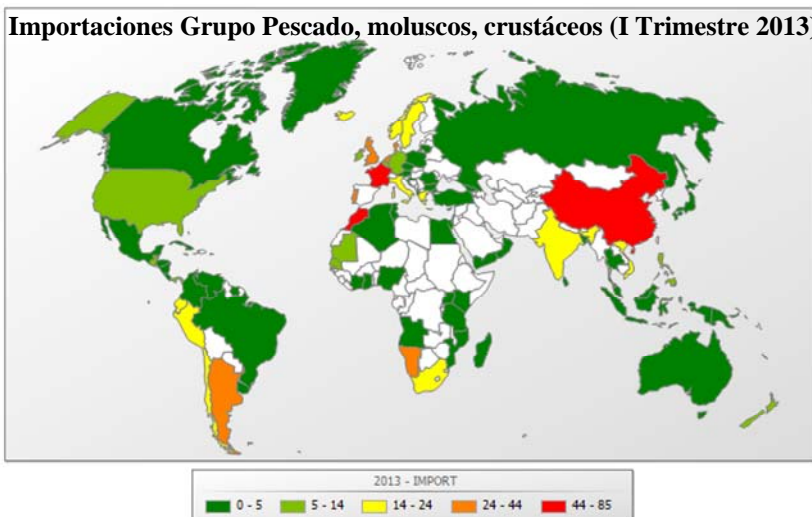 Importaciones Grupo Pescado, moluscos, crustáceos (I Trimestre 2013)
2013 - IMPORT
0 - 5 5 - 14 14 - 24 24 - 44 44 - 85